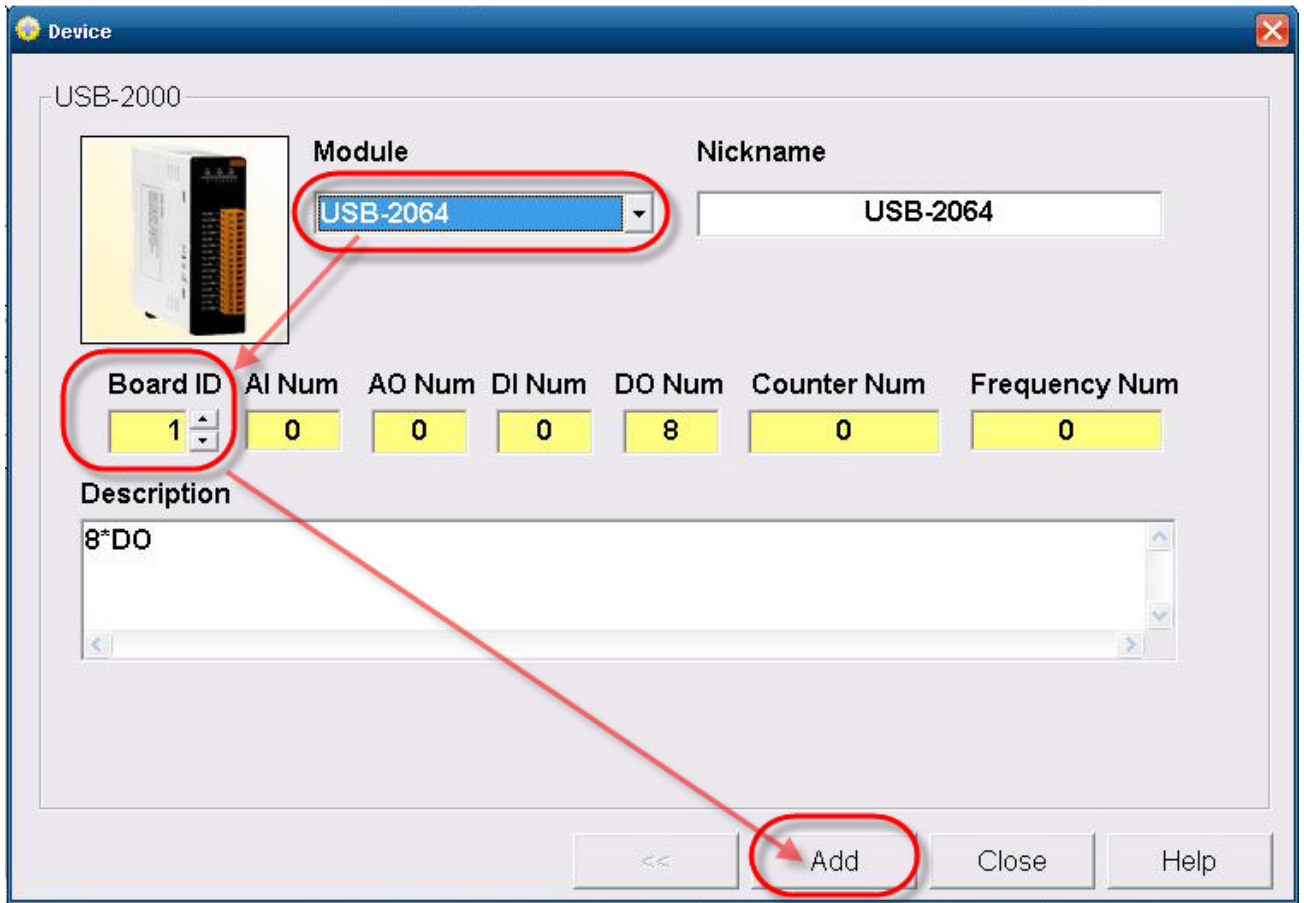 Device
USB-2000
Module Nickname
USB-2064 USB-2064
Board ID AI Num AO Num DI Num DO Num Counter Num Frequency Num
1 0 0 0 8 0 0
Description
8*DO
<< Add Close Help